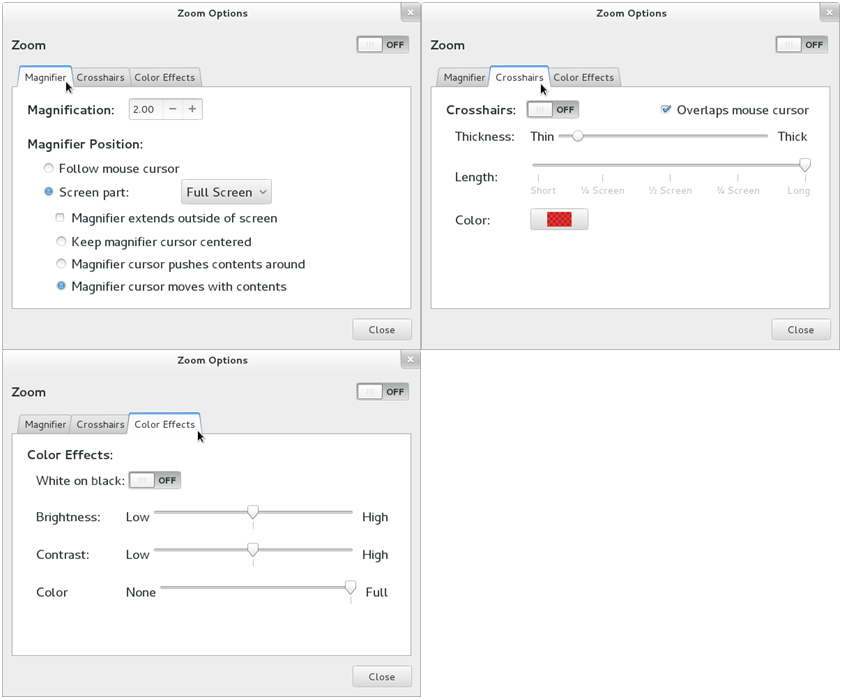 Zoom Options
Zoom OFF
Magnifier Crosshairs Color Effects
Magnification: 2.00 − +
Magnifier Position:
Follow mouse cursor
Screen part: Full Screen
Magnifier extends outside of screen
Keep magnifier cursor centered
Magnifier cursor pushes contents around
Magnifier cursor moves with contents
Close
Zoom Options
Zoom OFF
Magnifier Crosshairs Color Effects
Crosshairs: OFF Overlaps mouse cursor
Thickness: Thin Thick
Length:
Short ¼ Screen ½ Screen ¾ Screen Long
Color:
Close
Zoom Options
Zoom OFF
Magnifier Crosshairs Color Effects
Color Effects:
White on black: OFF
Brightness: Low High
Contrast: Low High
Color None Full
Close